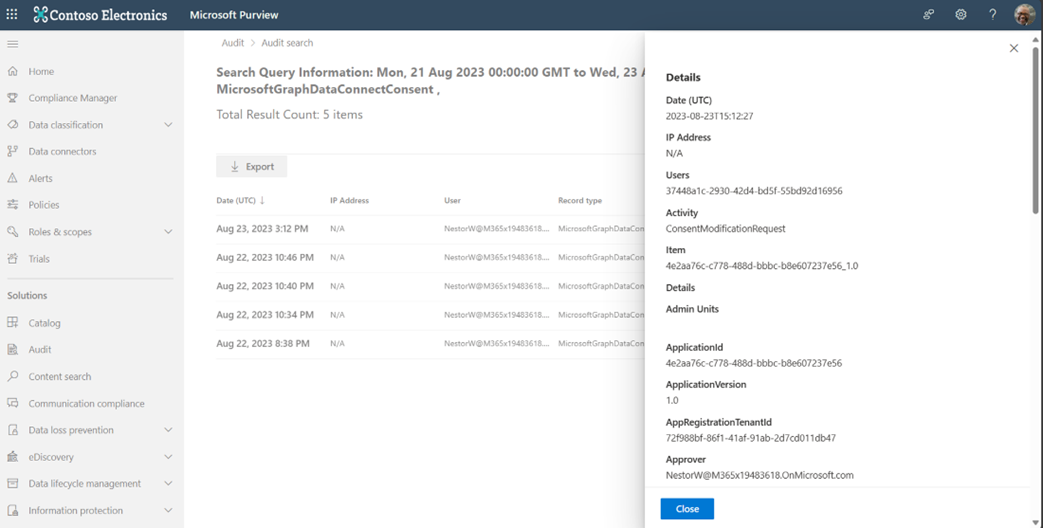 Contoso Electronics
Microsoft Purview
?
Home
Compliance Manager
Data classification
Data connectors
Alerts
Policies
Roles & scopes
Trials
Solutions
Catalog
Audit
Content search
Communication compliance
Data loss prevention
eDiscovery
Data lifecycle management
Information protection
Audit > Audit search
Search Query Information: Mon, 21 Aug 2023 00:00:00 GMT to Wed, 23 A
MicrosoftGraphDataConnectConsent ,
Total Result Count: 5 items
Export
Date (UTC) ↓ IP Address User Record type
Aug 23, 2023 3:12 PM N/A NestorW@M365x19483618.... MicrosoftGraphDataCon
Aug 22, 2023 10:46 PM N/A NestorW@M365x19483618.... MicrosoftGraphDataCon
Aug 22, 2023 10:40 PM N/A NestorW@M365x19483618.... MicrosoftGraphDataCon
Aug 22, 2023 10:34 PM N/A NestorW@M365x19483618.... MicrosoftGraphDataCon
Aug 22, 2023 8:38 PM N/A NestorW@M365x19483618.... MicrosoftGraphDataCon
Details
Date (UTC)
2023-08-23T15:12:27
IP Address
N/A
Users
37448a1c-2930-42d4-bd5f-55bd92d16956
Activity
ConsentModificationRequest
Item
4e2aa76c-c778-488d-bbbc-b8e607237e56_1.0
Details
Admin Units
ApplicationId
4e2aa76c-c778-488d-bbbc-b8e607237e56
ApplicationVersion
1.0
AppRegistrationTenantId
72f988bf-86f1-41af-91ab-2d7cd011db47
Approver
NestorW@M365x19483618.OnMicrosoft.com
Close